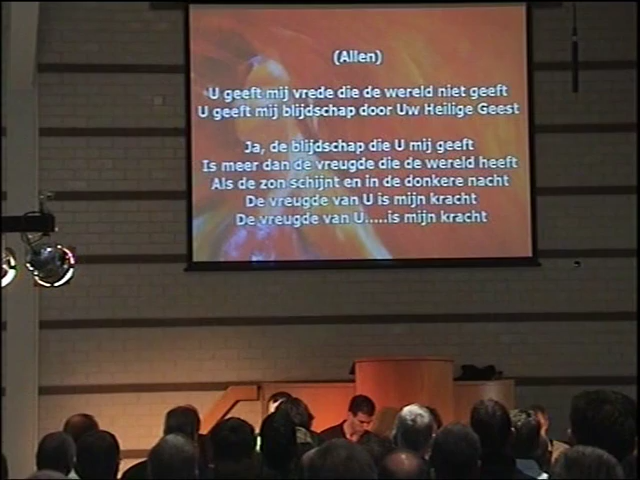 (Allen)
U geeft mij vrede die de wereld niet geeft
U geeft mij blijdschap door Uw Heilige Geest
Ja, de blijdschap die U mij geeft
Is meer dan de vreugde die de wereld heeft
Als de zon schijnt en in de donkere nacht
De vreugde van U is mijn kracht
De vreugde van U.....is mijn kracht